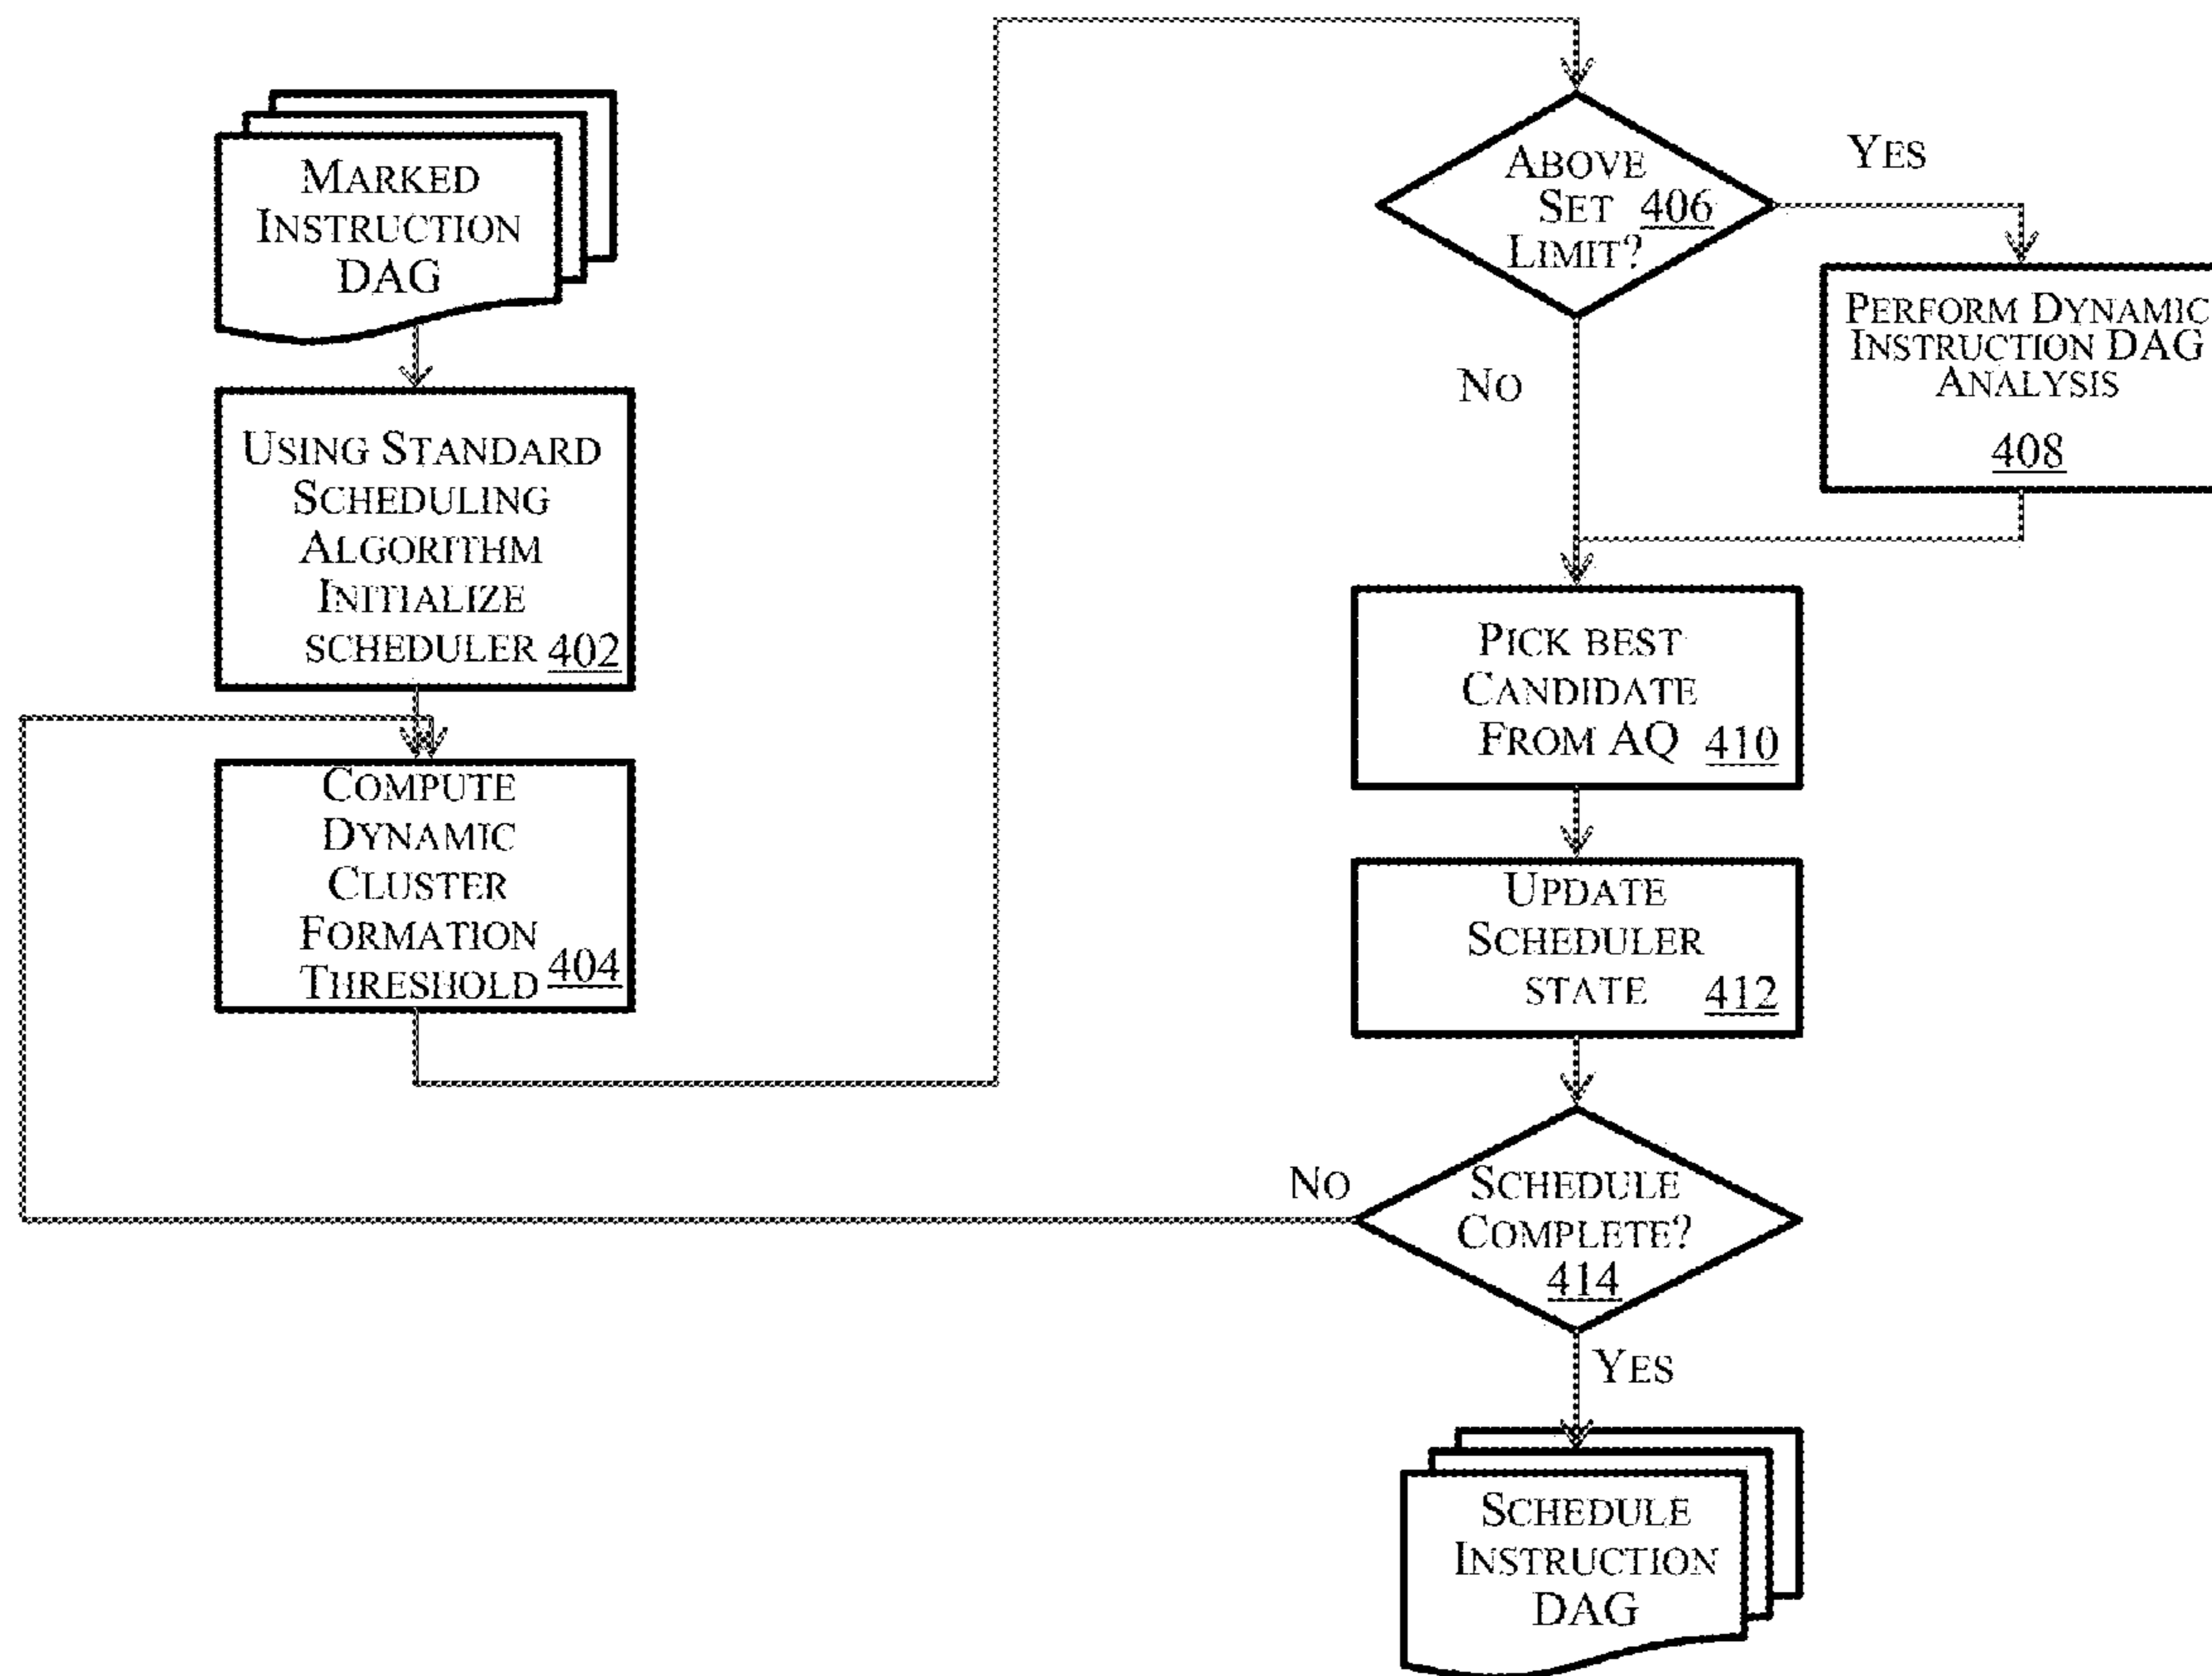 MARKED
INSTRUCTION
DAG
USING STANDARD
SCHEDULING
ALGORITHM
INITIALIZE
SCHEDULER 402
COMPUTE
DYNAMIC
CLUSTER
FORMATION
THRESHOLD 404
ABOVE
SET 406
LIMIT?
YES
NO
PERFORM DYNAMIC
INSTRUCTION DAG
ANALYSIS
408
PICK BEST
CANDIDATE
FROM AQ 410
UPDATE
SCHEDULER
STATE 412
NO
SCHEDULE
COMPLETE?
414
YES
SCHEDULE
INSTRUCTION
DAG